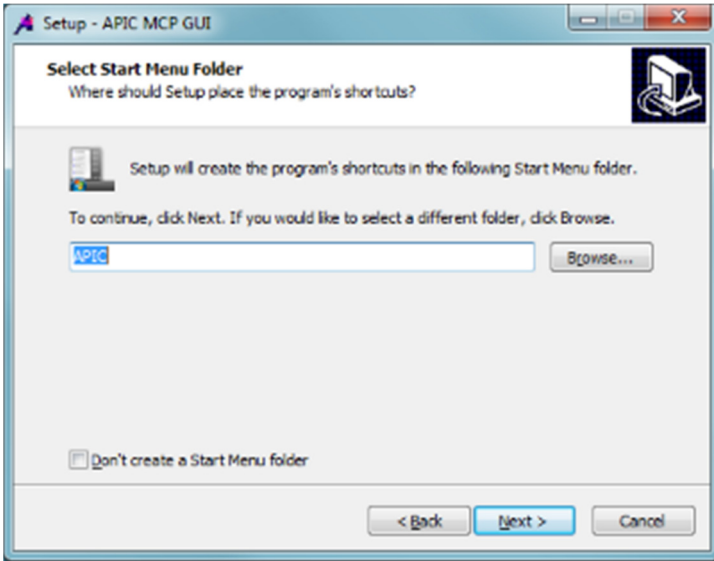 Setup - APIC MCP GUI
Select Start Menu Folder
Where should Setup place the program's shortcuts?
Setup will create the program's shortcuts in the following Start Menu folder.
To continue, click Next. If you would like to select a different folder, click Browse.
APIC
Browse...
Don't create a Start Menu folder
< Back
Next >
Cancel